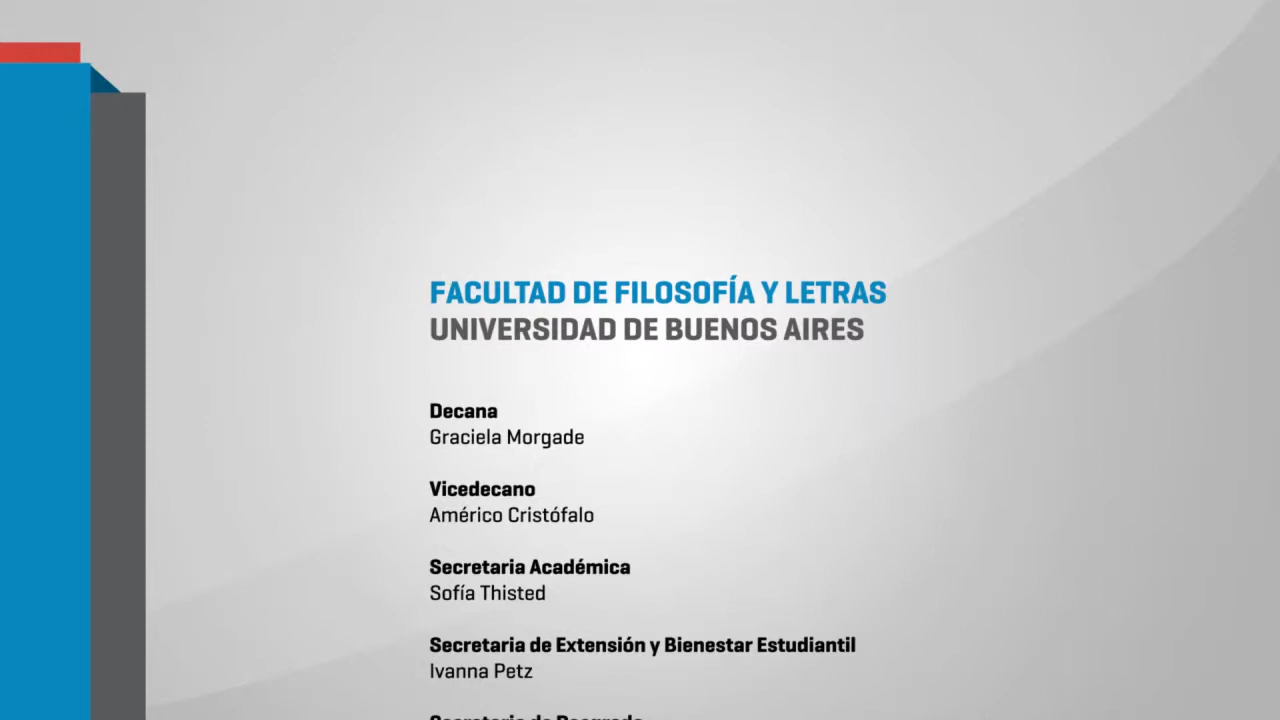 FACULTAD DE FILOSOFÍA Y LETRAS
UNIVERSIDAD DE BUENOS AIRES
Decana
Graciela Morgade
Vicedecano
Américo Cristófalo
Secretaria Académica
Sofía Thisted
Secretaria de Extensión y Bienestar Estudiantil
Ivanna Petz